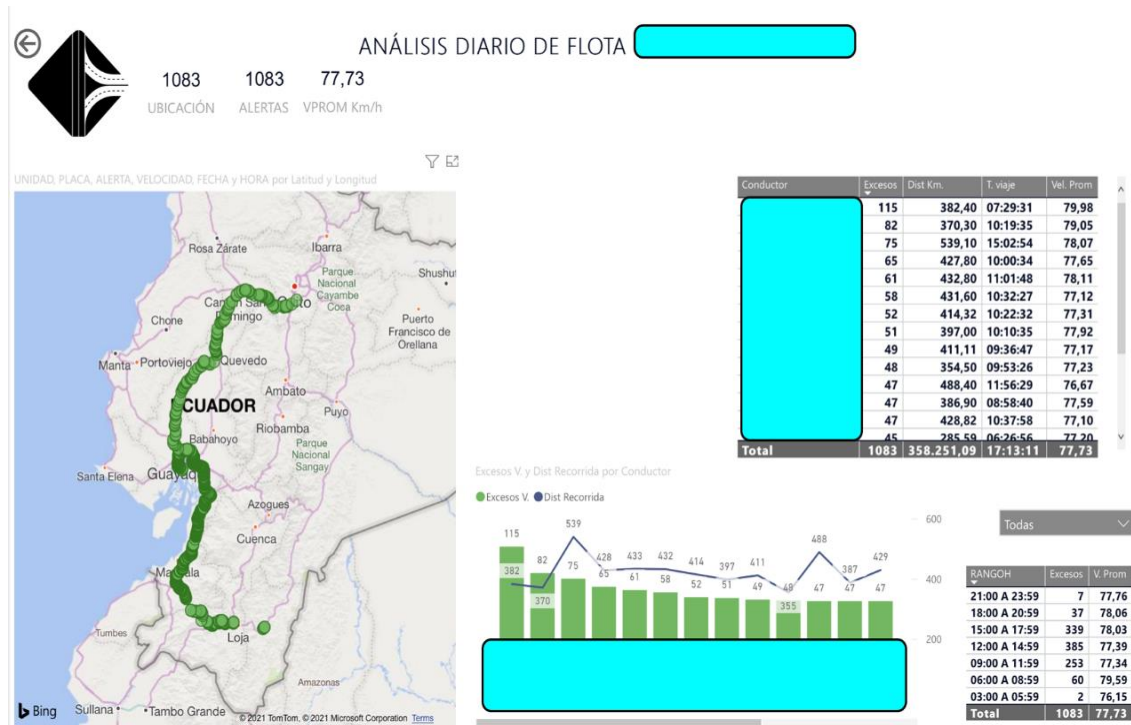 ANÁLISIS DIARIO DE FLOTA
1083 1083 77,73
UBICACIÓN ALERTAS VPROM Km/h
UNIDAD, PLACA, ALERTA, VELOCIDAD, FECHA y HORA por Latitud y Longitud
Rosa Zárate
Ibarra
Parque
Nacional
Cayambe
Coca
Shushuf
Domingo
Puerto
Francisco de
Orellana
Chone
Manta
Portoviejo
Quevedo
Ambato
ECUADOR
Puyo
Riobamba
Babahoyo
Parque
Nacional
Sangay
Santa Elena
Guayaq
Azogues
Cuenca
Loja
Tumbes
Amazonas
Sullana
Tambo Grande
Bing
© 2021 TomTom, © 2021 Microsoft Corporation Terms
Conductor Excesos Dist Km. T. viaje Vel. Prom
115 382,40 07:29:31 79,98
82 370,30 10:19:35 79,05
75 539,10 15:02:54 78,07
65 427,80 10:00:34 77,65
61 432,80 11:01:48 78,11
58 431,60 10:32:27 77,12
52 414,32 10:22:32 77,31
51 397,00 10:10:35 77,92
49 411,11 09:36:47 77,17
48 354,50 09:53:26 77,23
47 488,40 11:56:29 76,67
47 386,90 08:58:40 77,59
47 428,82 10:37:58 77,10
45 285,59 06:26:56 77,20
Total 1083 358.251,09 17:13:11 77,73
Excesos V. y Dist Recorrida por Conductor
Excesos V. Dist Recorrida
115 82 75 65 61 58 52 51 49 48 47 47 47
382 370 539 428 433 432 414 397 411 355 488 387 429
600
400
200
Todas
RANGOH Excesos V. Prom
21:00 A 23:59 7 77,76
18:00 A 20:59 37 78,06
15:00 A 17:59 339 78,03
12:00 A 14:59 385 77,39
09:00 A 11:59 253 77,34
06:00 A 08:59 60 79,59
03:00 A 05:59 2 76,15
Total 1083 77,73